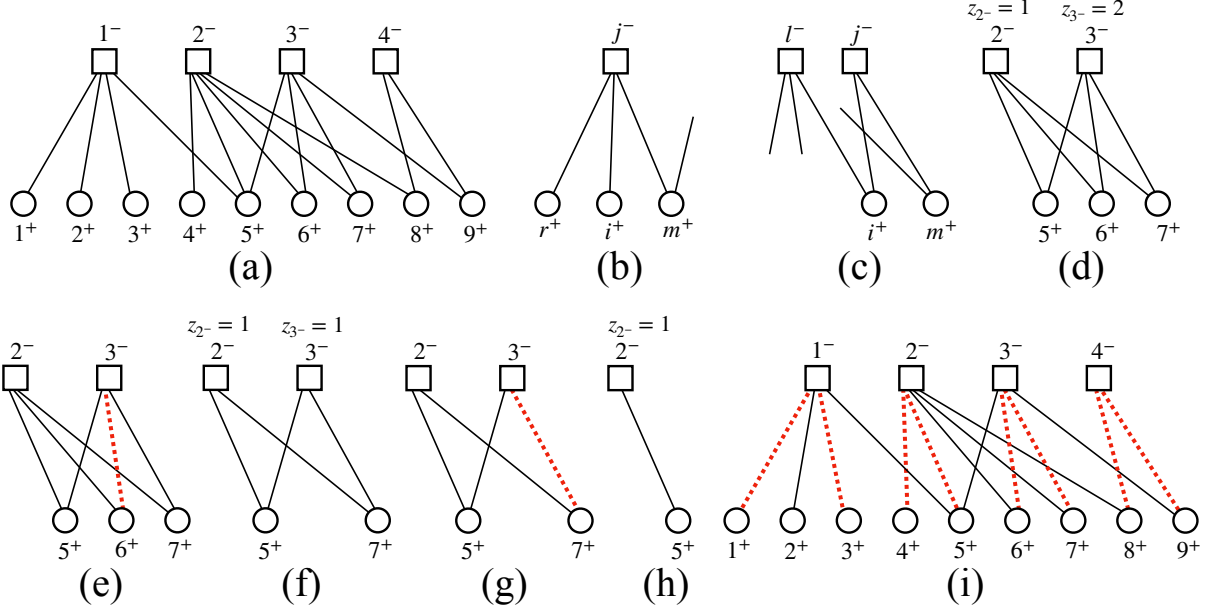 z₂₋ = 1 z₃₋ = 2
1⁻ 2⁻ 3⁻ 4⁻ j⁻ l⁻ j⁻ 2⁻ 3⁻
1⁺ 2⁺ 3⁺ 4⁺ 5⁺ 6⁺ 7⁺ 8⁺ 9⁺ r⁺ i⁺ m⁺ i⁺ m⁺ 5⁺ 6⁺ 7⁺
(a) (b) (c) (d)
z₂₋ = 1 z₃₋ = 1 z₂₋ = 1
2⁻ 3⁻ 2⁻ 3⁻ 2⁻ 3⁻ 2⁻ 1⁻ 2⁻ 3⁻ 4⁻
5⁺ 6⁺ 7⁺ 5⁺ 7⁺ 5⁺ 7⁺ 5⁺ 1⁺ 2⁺ 3⁺ 4⁺ 5⁺ 6⁺ 7⁺ 8⁺ 9⁺
(e) (f) (g) (h) (i)